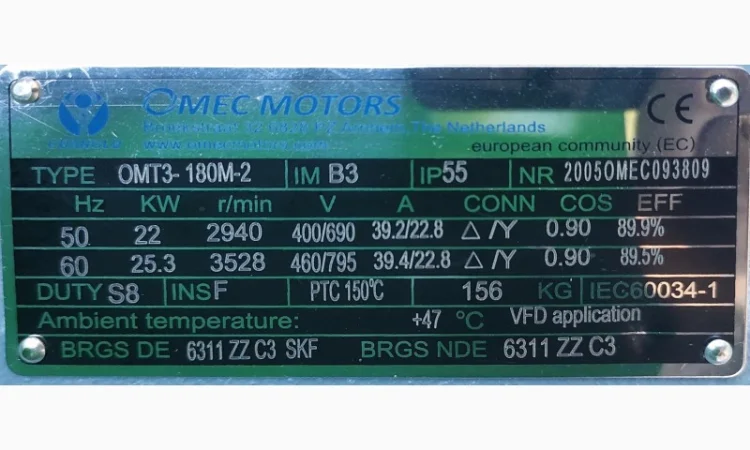 OMEC MOTORS
CE
The Netherlands
european community (EC)
TYPE OMT3-180M-2 IM B3 IP55 NR 2005OMEC093809
Hz KW r/min V A CONN COS EFF
50 22 2940 400/690 39.2/22.8 △/Y 0.90 89.9%
60 25.3 3528 460/795 39.4/22.8 △/Y 0.90 89.5%
DUTY S8 INS F PTC 150°C 156 KG IEC60034-1
Ambient temperature: +47 °C VFD application
BRGS DE 6311 ZZ C3 SKF BRGS NDE 6311 ZZ C3